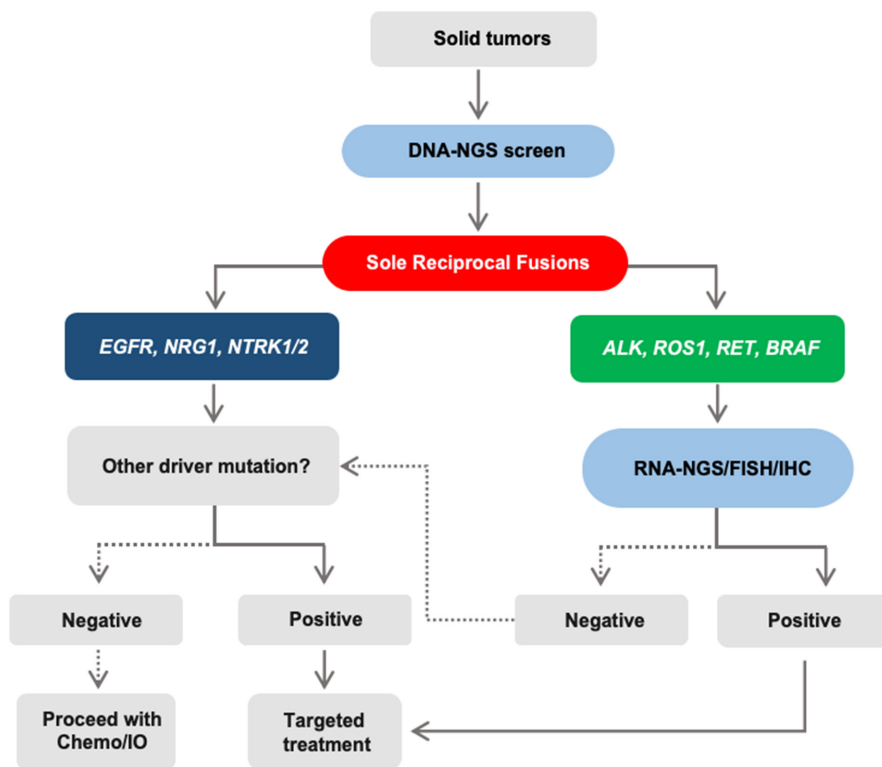 Solid tumors
DNA-NGS screen
Sole Reciprocal Fusions
EGFR, NRG1, NTRK1/2
ALK, ROS1, RET, BRAF
Other driver mutation?
RNA-NGS/FISH/IHC
Negative
Positive
Negative
Positive
Proceed with
Chemo/IO
Targeted
treatment